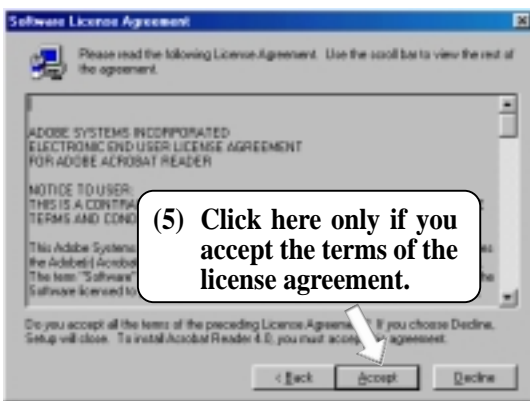 Software License Agreement
Please read the following License Agreement. Use the scroll bar to view the rest of
the agreement.
ADOBE SYSTEMS INCORPORATED
ELECTRONIC END USER LICENSE AGREEMENT
FOR ADOBE ACROBAT READER
NOTICE TO USER:
THIS IS A CONTRA
TERMS AND COND
This Adobe Systems
the Adobe(r) Acrobat
The term "Software"
Software licensed to
(5) Click here only if you
accept the terms of the
license agreement.
Do you accept all the terms of the preceding License Agreement? If you choose Decline,
Setup will close. To install Acrobat Reader 4.0, you must accept agreement.
< Back
Accept
Decline